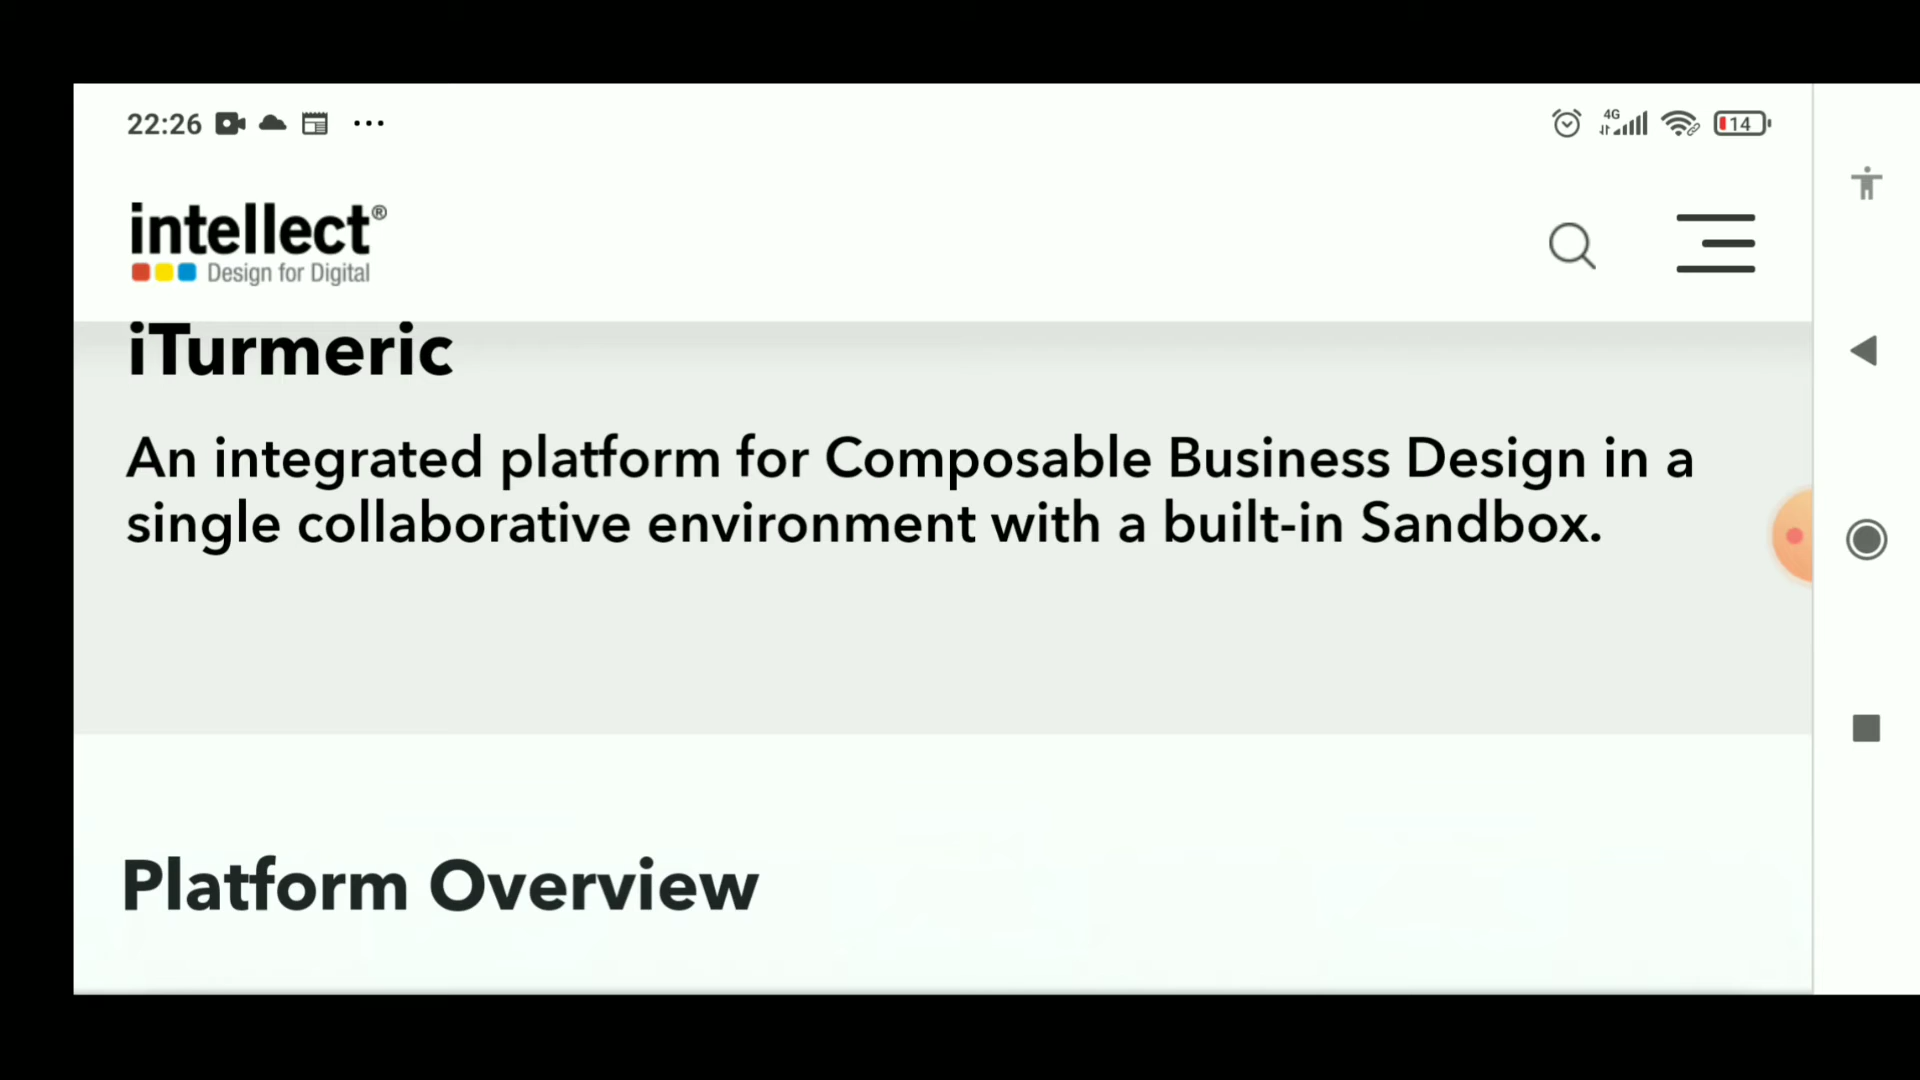 22:26
4G
14
intellect®
Design for Digital
iTurmeric
An integrated platform for Composable Business Design in a
single collaborative environment with a built-in Sandbox.
Platform Overview